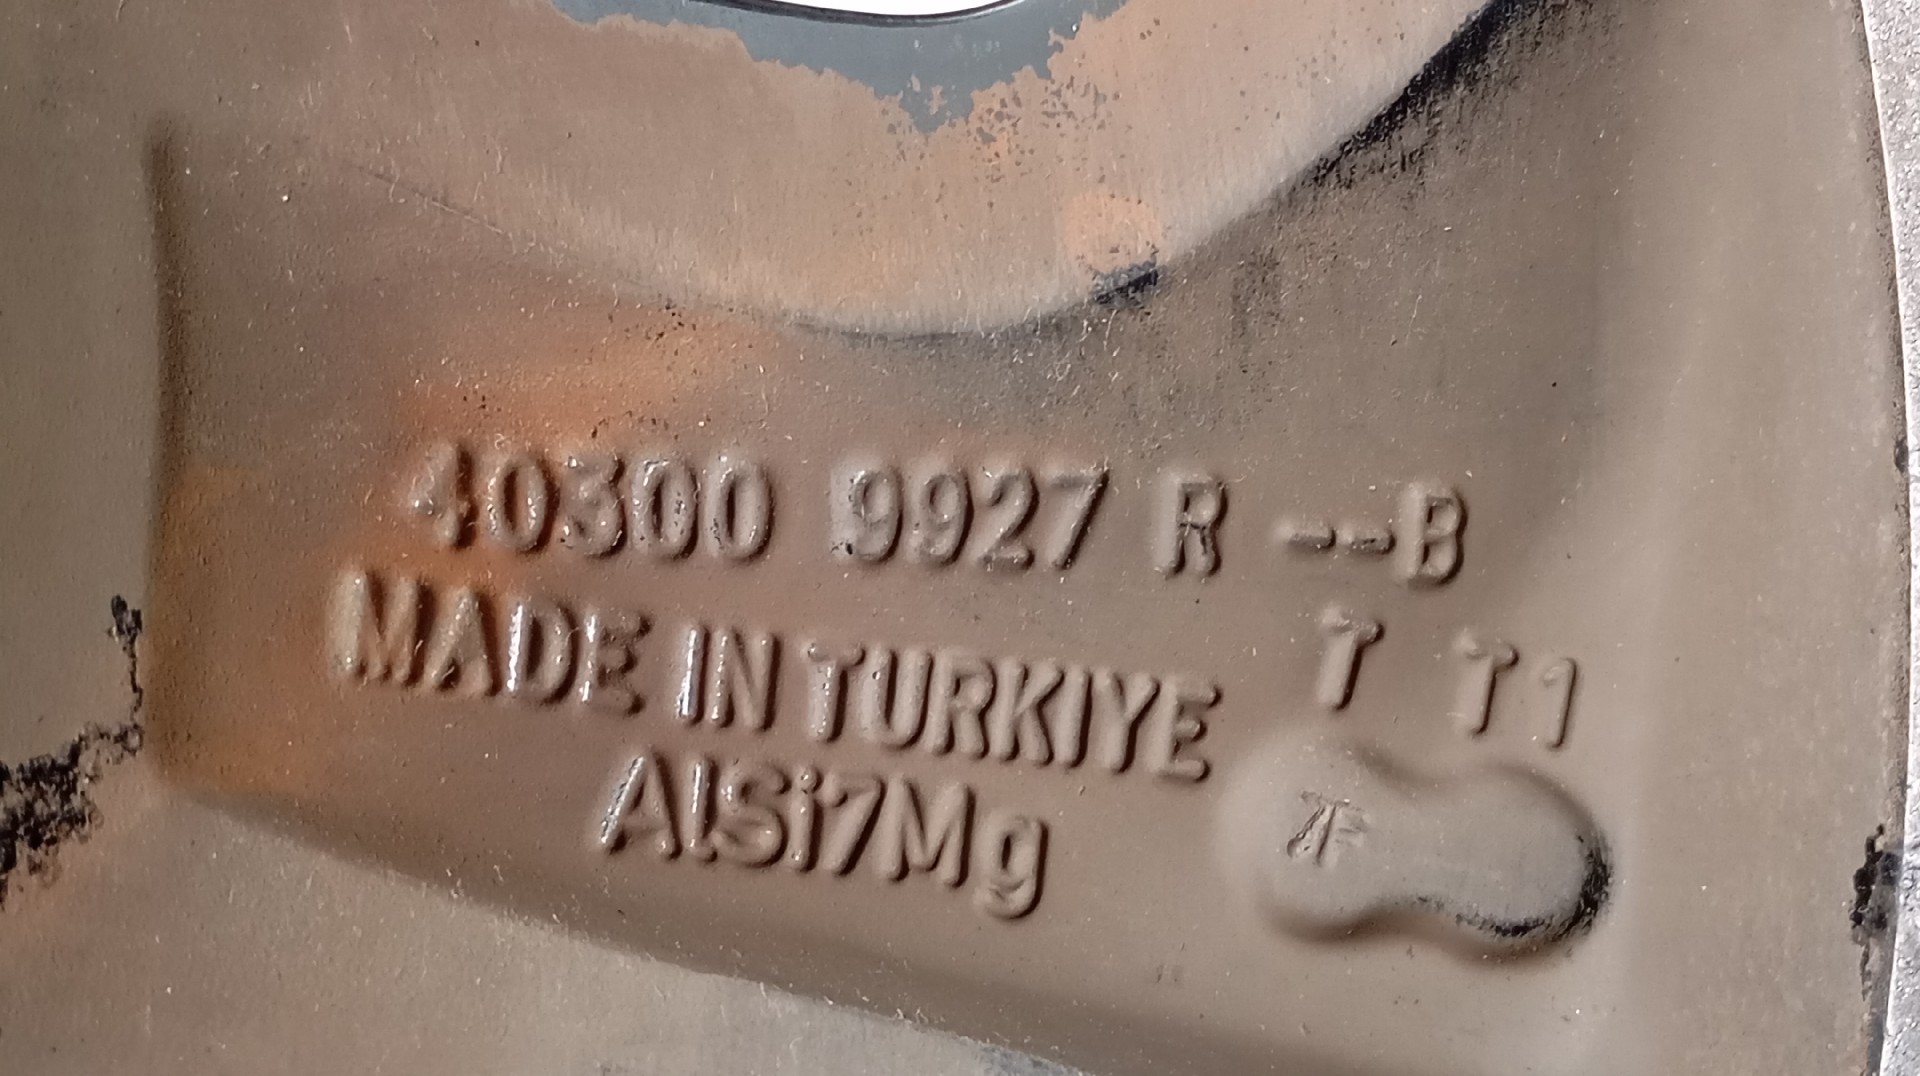 40300 9927 R --B
T T1
MADE IN TURKIYE
AlSi7Mg